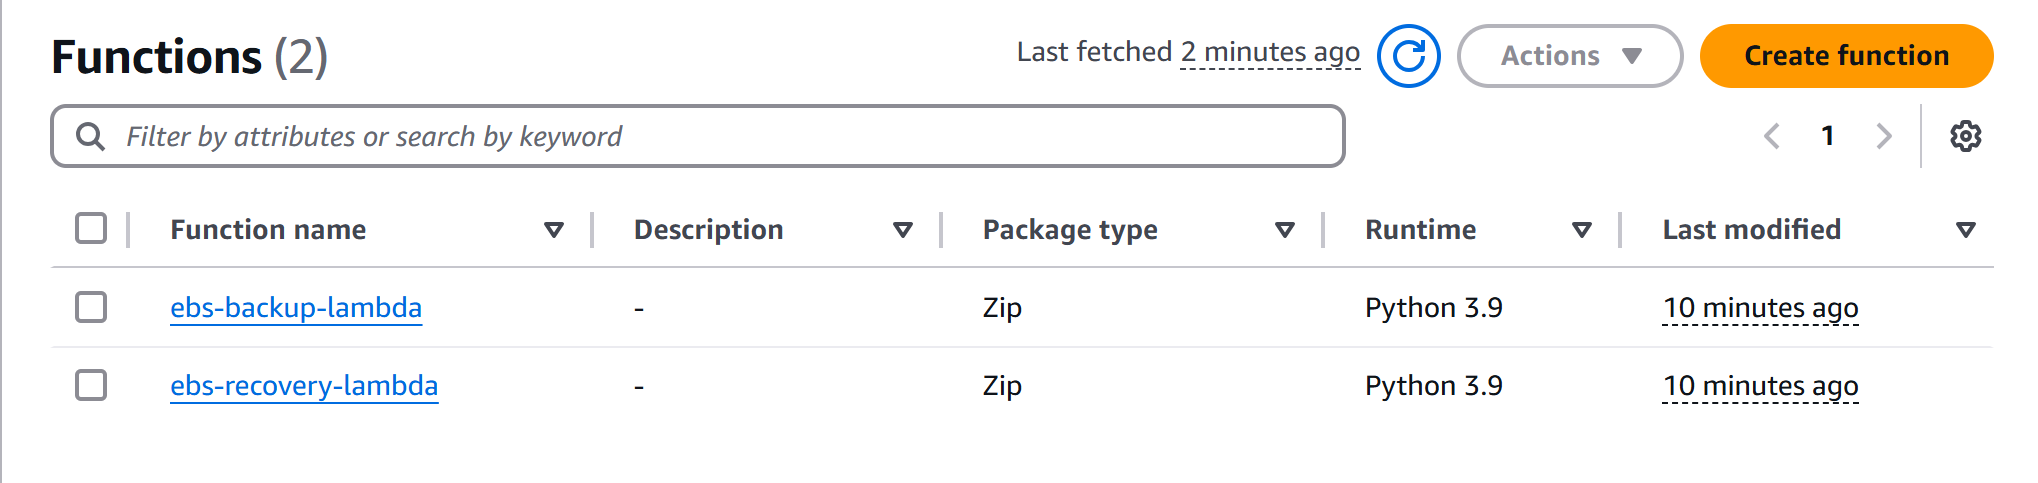 Functions (2)
Last fetched 2 minutes ago
Actions
Create function
Filter by attributes or search by keyword
1
Function name Description Package type Runtime Last modified
ebs-backup-lambda - Zip Python 3.9 10 minutes ago
ebs-recovery-lambda - Zip Python 3.9 10 minutes ago